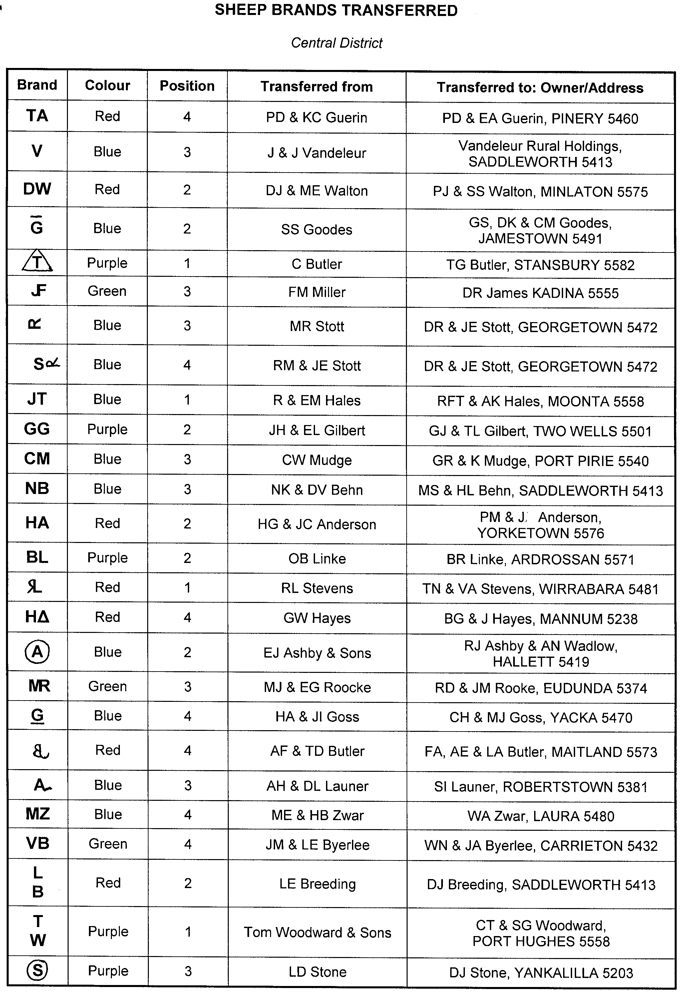 SHEEP BRANDS TRANSFERRED
Central District
Brand Colour Position Transferred from Transferred to: Owner/Address
TA Red 4 PD & KC Guerin PD & EA Guerin, PINERY 5460
V Blue 3 J & J Vandeleur Vandeleur Rural Holdings,
SADDLEWORTH 5413
DW Red 2 DJ & ME Walton PJ & SS Walton, MINLATON 5575
G Blue 2 SS Goodes GS, DK & CM Goodes,
JAMESTOWN 5491
T Purple 1 C Butler TG Butler, STANSBURY 5582
JF Green 3 FM Miller DR James KADINA 5555
R Blue 3 MR Stott DR & JE Stott, GEORGETOWN 5472
SR Blue 4 RM & JE Stott DR & JE Stott, GEORGETOWN 5472
JT Blue 1 R & EM Hales RFT & AK Hales, MOONTA 5558
GG Purple 2 JH & EL Gilbert GJ & TL Gilbert, TWO WELLS 5501
CM Blue 3 CW Mudge GR & K Mudge, PORT PIRIE 5540
NB Blue 3 NK & DV Behn MS & HL Behn, SADDLEWORTH 5413
HA Red 2 HG & JC Anderson PM & J Anderson,
YORKETOWN 5576
BL Purple 2 OB Linke BR Linke, ARDROSSAN 5571
RL Red 1 RL Stevens TN & VA Stevens, WIRRABARA 5481
HΔ Red 4 GW Hayes BG & J Hayes, MANNUM 5238
A Blue 2 EJ Ashby & Sons RJ Ashby & AN Wadlow,
HALLETT 5419
MR Green 3 MJ & EG Roocke RD & JM Rooke, EUDUNDA 5374
G Blue 4 HA & JI Goss CH & MJ Goss, YACKA 5470
Red 4 AF & TD Butler FA, AE & LA Butler, MAITLAND 5573
A Blue 3 AH & DL Launer SI Launer, ROBERTSTOWN 5381
MZ Blue 4 ME & HB Zwar WA Zwar, LAURA 5480
VB Green 4 JM & LE Byerlee WN & JA Byerlee, CARRIETON 5432
L
B Red 2 LE Breeding DJ Breeding, SADDLEWORTH 5413
T
W Purple 1 Tom Woodward & Sons CT & SG Woodward,
PORT HUGHES 5558
S Purple 3 LD Stone DJ Stone, YANKALILLA 5203